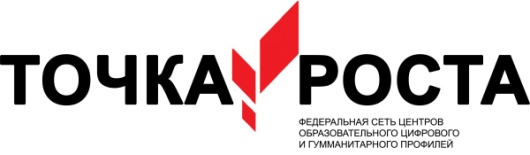 ТОЧКА РОСТА
ФЕДЕРАЛЬНАЯ СЕТЬ ЦЕНТРОВ
ОБРАЗОВАТЕЛЬНОГО ЦИФРОВОГО
И ГУММАНИТАРНОГО ПРОФИЛЕЙ